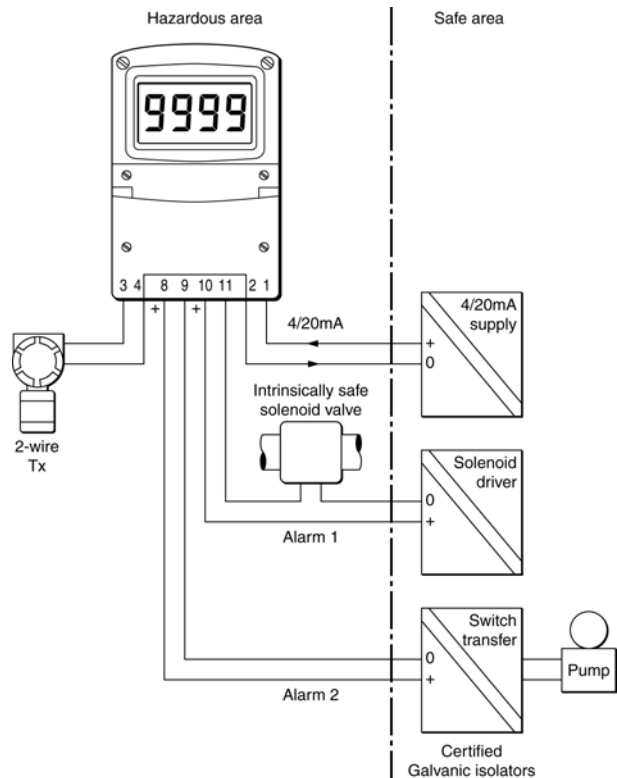 Hazardous area
Safe area
9999
3 4 8 9 10 11 2 1
+ +
4/20mA
4/20mA
supply
+
0
2-wire
Tx
Intrinsically safe
solenoid valve
Solenoid
driver
0
+
Alarm 1
Switch
transfer
0
+
Pump
Alarm 2
Certified
Galvanic isolators